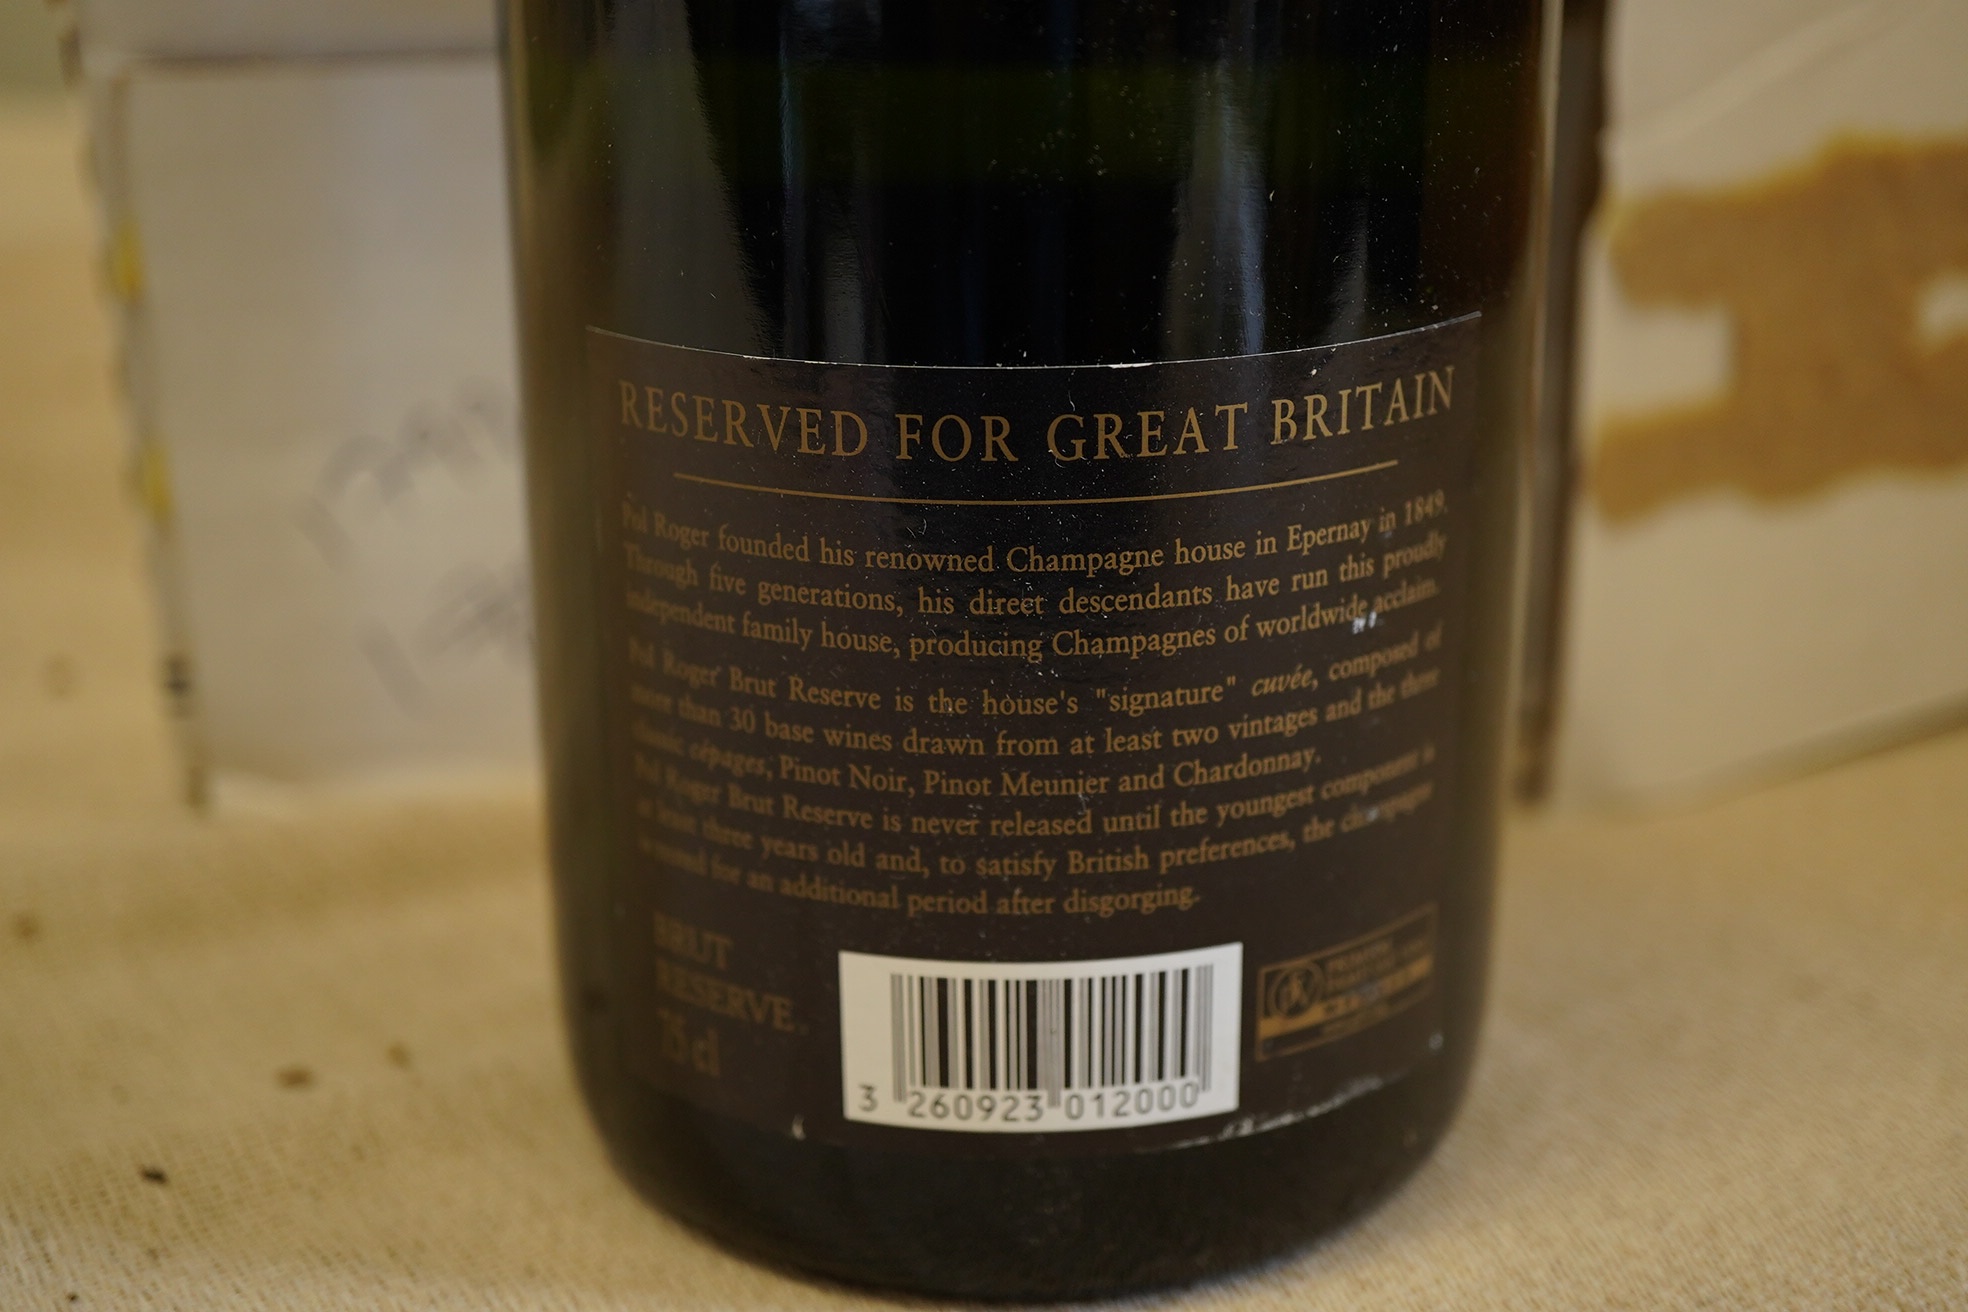 RESERVED FOR GREAT BRITAIN
Pol Roger founded his renowned Champagne house in Epernay in 1849.
Through five generations, his direct descendants have run this proudly
independent family house, producing Champagnes of worldwide acclaim.
Pol Roger Brut Reserve is the house's "signature" cuvée, composed of
more than 30 base wines drawn from at least two vintages and the three
classic cépages, Pinot Noir, Pinot Meunier and Chardonnay.
Pol Roger Brut Reserve is never released until the youngest component is
at least three years old and, to satisfy British preferences, the champagne
is rested for an additional period after disgorging.
BRUT
RESERVE
75 cl
3 260923 012000